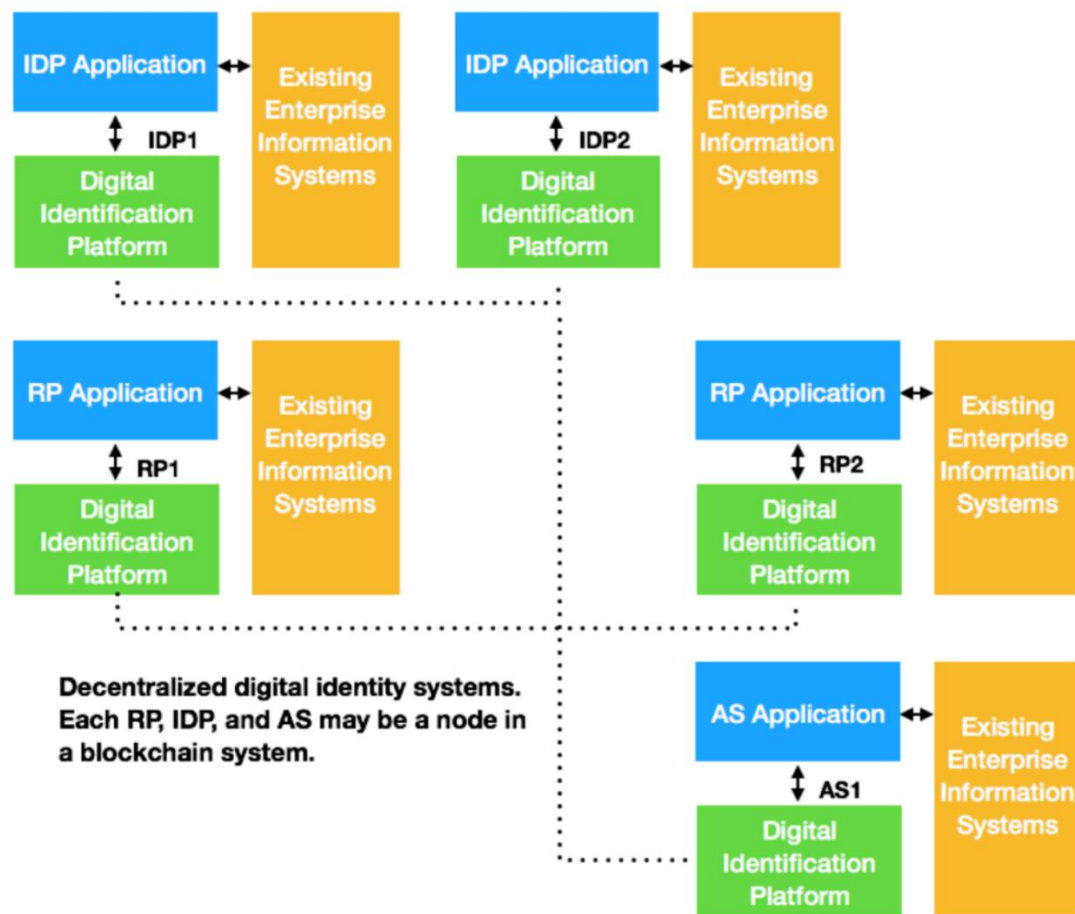 IDP Application
Existing
Enterprise
Information
Systems
IDP1
Digital
Identification
Platform
IDP Application
Existing
Enterprise
Information
Systems
IDP2
Digital
Identification
Platform
RP Application
Existing
Enterprise
Information
Systems
RP1
Digital
Identification
Platform
RP Application
Existing
Enterprise
Information
Systems
RP2
Digital
Identification
Platform
Decentralized digital identity systems.
Each RP, IDP, and AS may be a node in
a blockchain system.
AS Application
Existing
Enterprise
Information
Systems
AS1
Digital
Identification
Platform